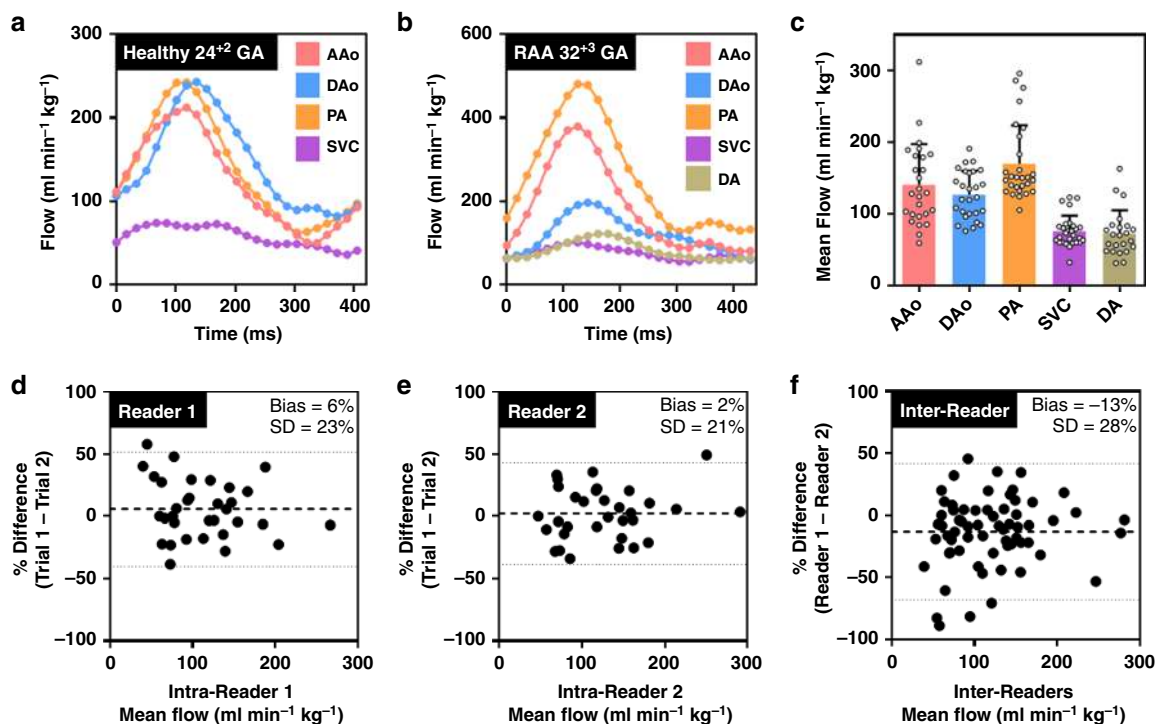 a
Healthy 24⁺² GA
300
200
100
0
Flow (ml min⁻¹ kg⁻¹)
AAo
DAo
PA
SVC
0 100 200 300 400
Time (ms)
b
RAA 32⁺³ GA
600
400
200
0
Flow (ml min⁻¹ kg⁻¹)
AAo
DAo
PA
SVC
DA
0 100 200 300 400
Time (ms)
c
300
200
100
0
Mean Flow (ml min⁻¹ kg⁻¹)
AAo DAo PA SVC DA
d
Reader 1
Bias = 6%
SD = 23%
100
50
0
−50
−100
% Difference
(Trial 1 – Trial 2)
0 100 200 300
Intra-Reader 1
Mean flow (ml min⁻¹ kg⁻¹)
e
Reader 2
Bias = 2%
SD = 21%
100
50
0
−50
−100
% Difference
(Trial 1 – Trial 2)
0 100 200 300
Intra-Reader 2
Mean flow (ml min⁻¹ kg⁻¹)
f
Inter-Reader
Bias = –13%
SD = 28%
100
50
0
−50
−100
% Difference
(Reader 1 – Reader 2)
0 100 200 300
Inter-Readers
Mean flow (ml min⁻¹ kg⁻¹)